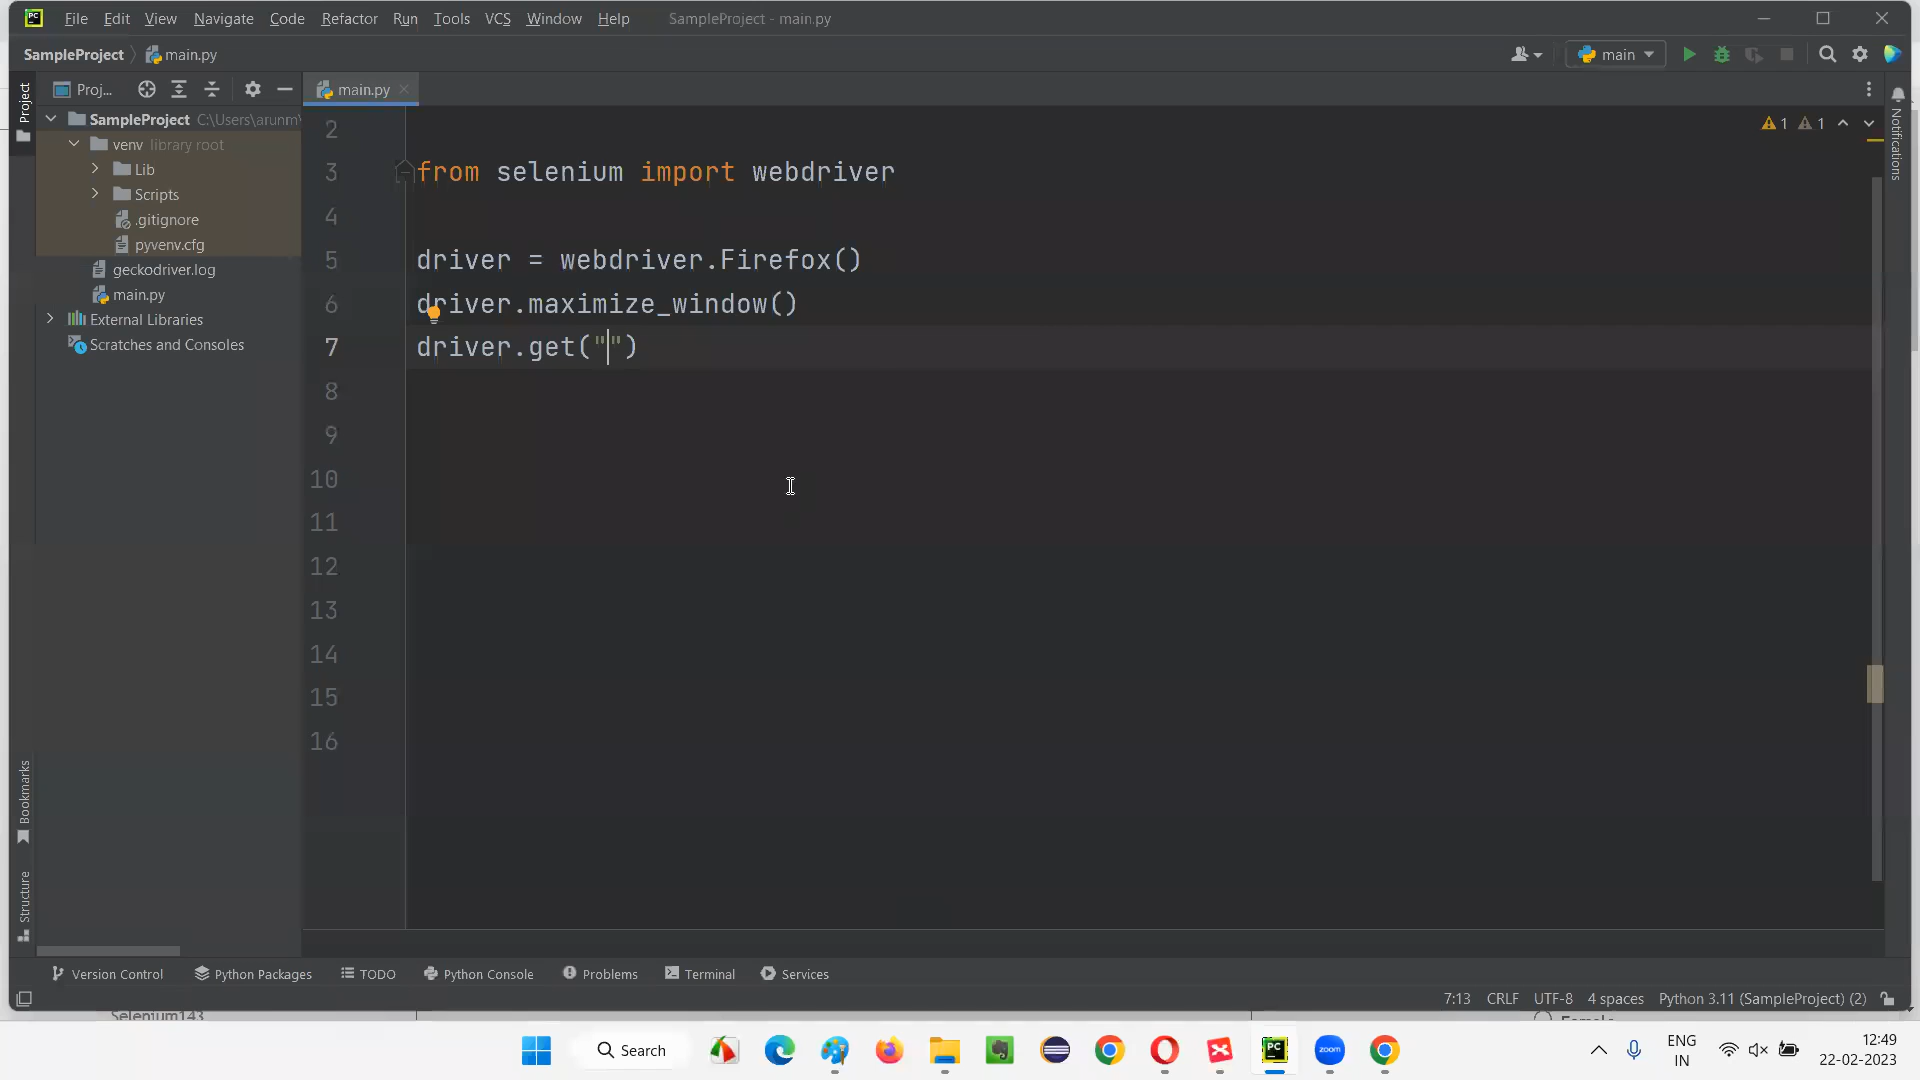 PC File Edit View Navigate Code Refactor Run Tools VCS Window Help SampleProject - main.py
SampleProject main.py main
Project Proj... main.py
SampleProject C:\Users\arunm\
venv library root
Lib
Scripts
.gitignore
pyvenv.cfg
geckodriver.log
main.py
External Libraries
Scratches and Consoles
1 1
Notifications
2
3 from selenium import webdriver
4
5 driver = webdriver.Firefox()
6 driver.maximize_window()
7 driver.get("")
8
9
10
11
12
13
14
15
16
Bookmarks
Structure
Version Control Python Packages TODO Python Console Problems Terminal Services
7:13 CRLF UTF-8 4 spaces Python 3.11 (SampleProject) (2)
Selenium143
Search PC zoom ENG IN 12:49
22-02-2023